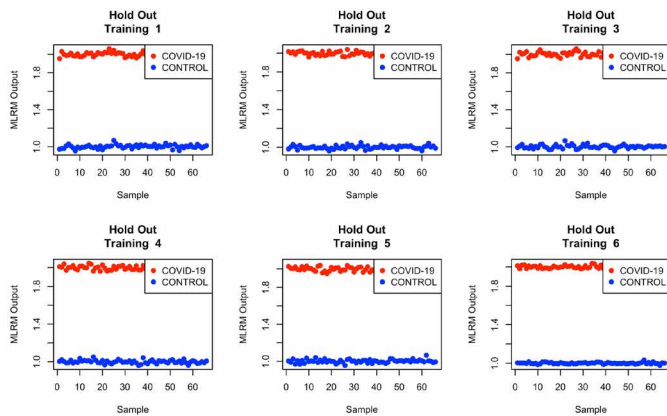 Hold Out
Training 1
MLRM Output
1.8
1.4
1.0
COVID-19
CONTROL
0 10 20 30 40 50 60
Sample
Hold Out
Training 2
MLRM Output
1.8
1.4
1.0
COVID-19
CONTROL
0 10 20 30 40 50 60
Sample
Hold Out
Training 3
MLRM Output
1.8
1.4
1.0
COVID-19
CONTROL
0 10 20 30 40 50 60
Sample
Hold Out
Training 4
MLRM Output
1.8
1.4
1.0
COVID-19
CONTROL
0 10 20 30 40 50 60
Sample
Hold Out
Training 5
MLRM Output
1.8
1.4
1.0
COVID-19
CONTROL
0 10 20 30 40 50 60
Sample
Hold Out
Training 6
MLRM Output
1.8
1.4
1.0
COVID-19
CONTROL
0 10 20 30 40 50 60
Sample